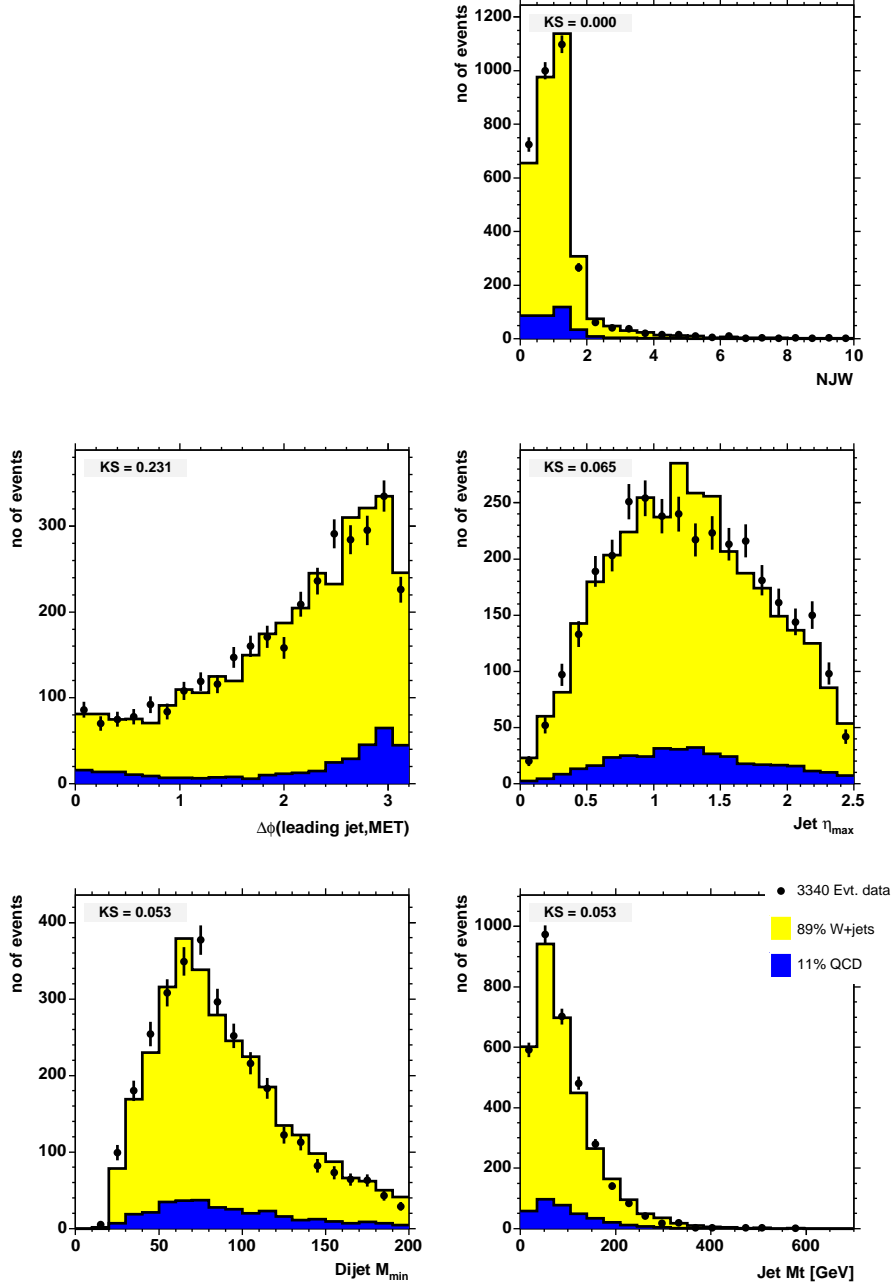 no of events
KS = 0.000
1200
1000
800
600
400
200
0
0 2 4 6 8 10
NJW
no of events
KS = 0.231
300
200
100
0
0 1 2 3
Δϕ(leading jet,MET)
no of events
KS = 0.065
250
200
150
100
50
0
0 0.5 1 1.5 2 2.5
Jet ηmax
no of events
KS = 0.053
400
300
200
100
0
0 50 100 150 200
Dijet Mmin
no of events
KS = 0.053
1000
800
600
400
200
0
0 200 400 600
Jet Mt [GeV]
3340 Evt. data
89% W+jets
11% QCD